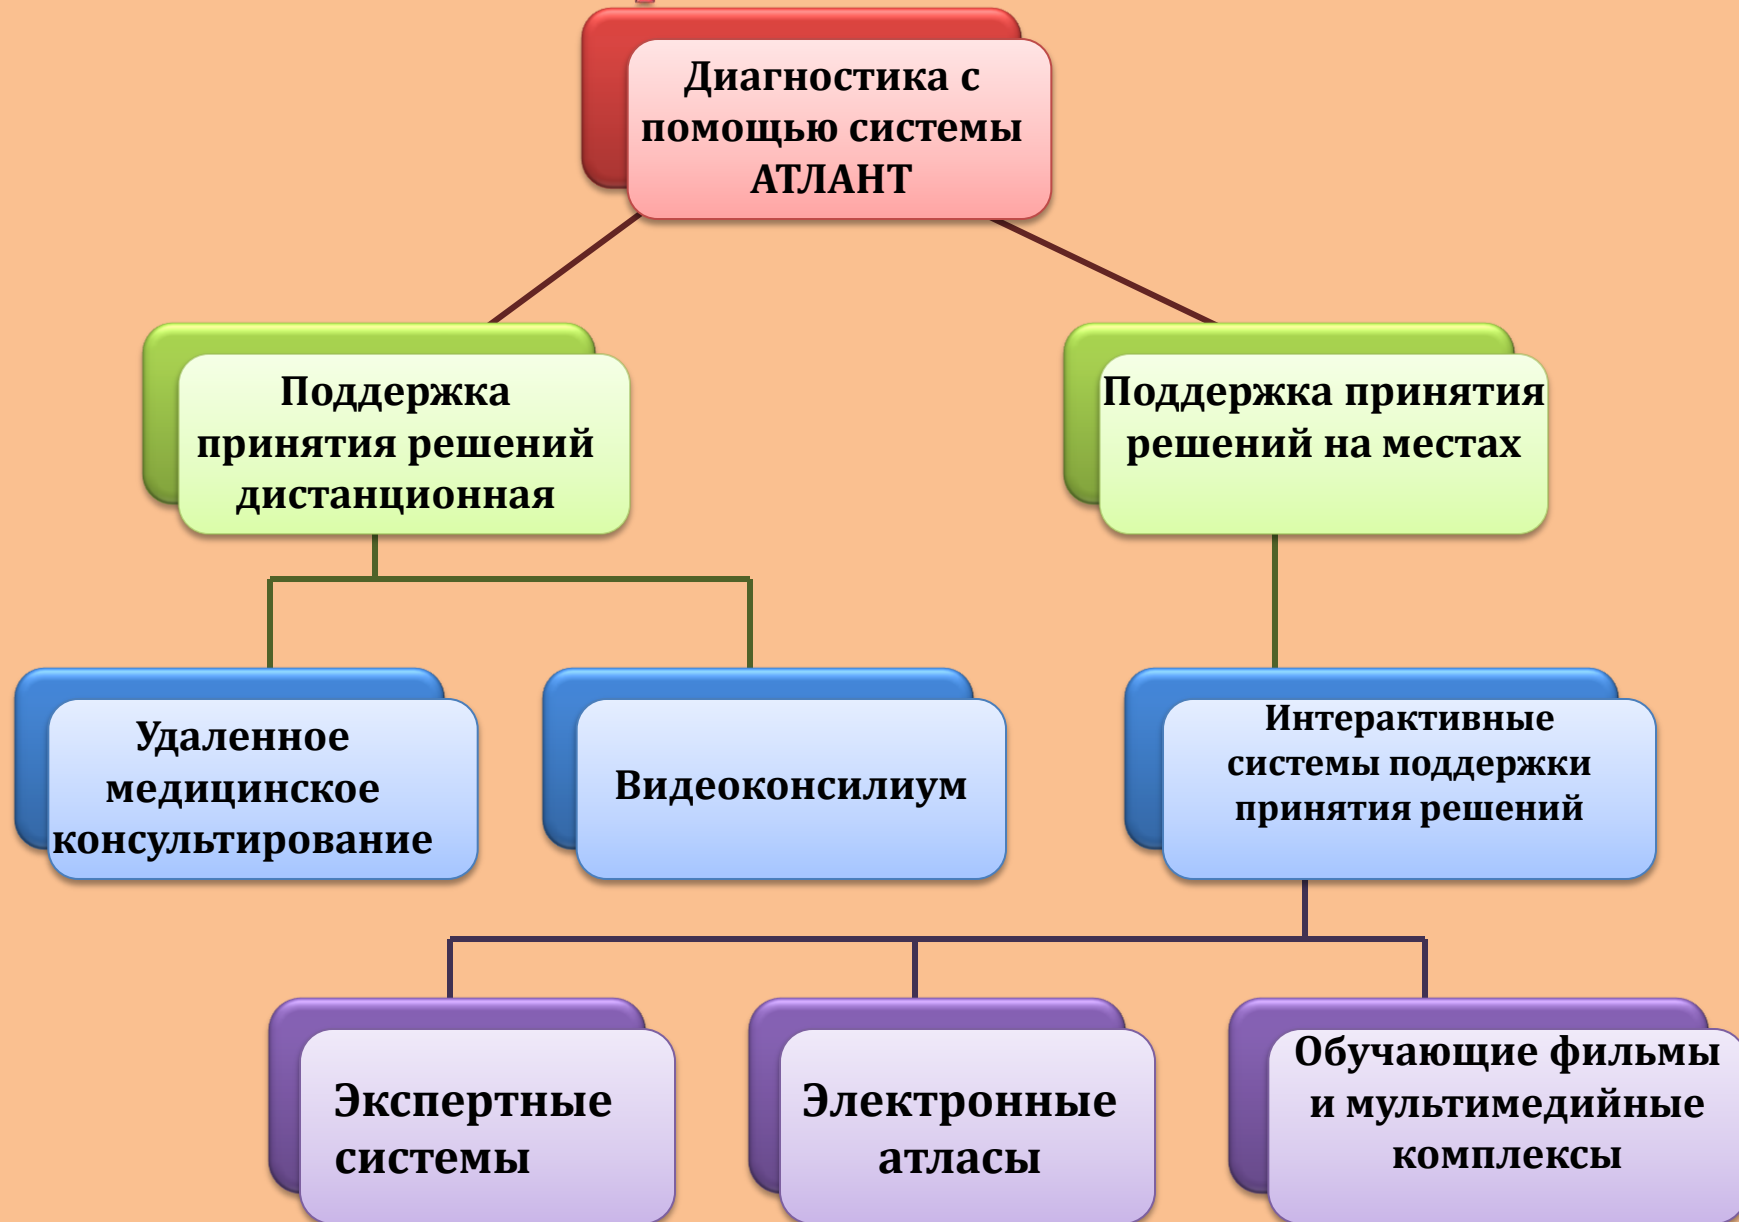 Диагностика с
помощью системы
АТЛАНТ
Поддержка
принятия решений
дистанционная
Поддержка принятия
решений на местах
Удаленное
медицинское
консультирование
Видеоконсилиум
Интерактивные
системы поддержки
принятия решений
Экспертные
системы
Электронные
атласы
Обучающие фильмы
и мультимедийные
комплексы